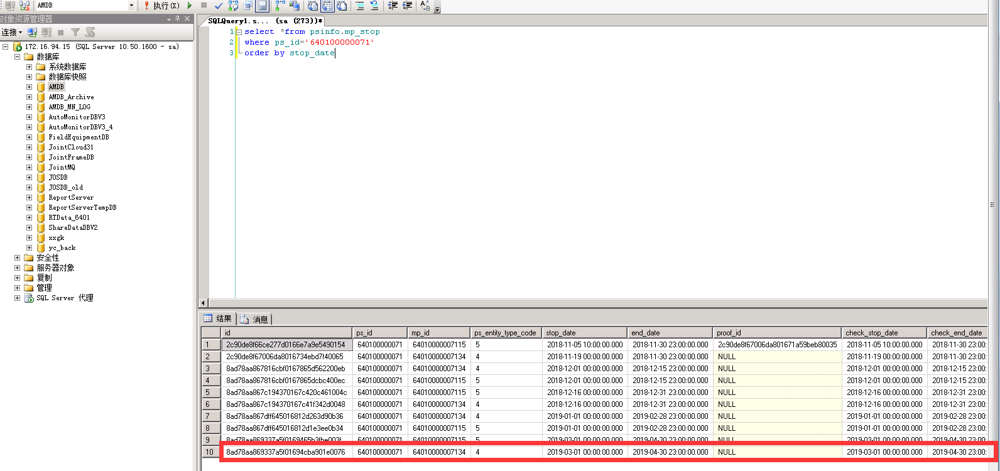 AMDB
执行(X)
对象资源管理器
连接
172.16.94.15 (SQL Server 10.50.1600 - sa)
数据库
系统数据库
数据库快照
AMDB
AMDB_Archive
AMDB_MN_LOG
AutoMonitorDBV3
AutoMonitorDBV3_4
FieldEquipmentDB
JointCloud31
JointFrameDB
JointMQ
JOSDB
JOSDB_old
ReportServer
ReportServerTempDB
RTData_6401
ShareDataDBV2
xxgk
yc_back
安全性
服务器对象
复制
管理
SQL Server 代理
SQLQuery1.s... (sa (273))*
1 select *from psinfo.mp_stop
2 where ps_id='640100000071'
3 order by stop_date
结果 消息
id ps_id mp_id ps_entity_type_code stop_date end_date proof_id check_stop_date check_end_date
1 2c90de8f66ce277d0166e7a9e5490154 640100000071 64010000007115 5 2018-11-05 10:00:00.000 2018-11-30 23:00:00.000 2c90de8f67006da801671a59beb80035 2018-11-05 10:00:00.000 2018-11-30 23:00:
2 2c90de8f67006da8016734ebd7f40065 640100000071 64010000007134 4 2018-11-19 00:00:00.000 2018-11-30 23:00:00.000 NULL 2018-11-19 00:00:00.000 2018-11-30 23:00:
3 8ad78aa867816cbf0167865d562200eb 640100000071 64010000007134 4 2018-12-01 00:00:00.000 2018-12-15 23:00:00.000 NULL 2018-12-01 00:00:00.000 2018-12-15 23:00:
4 8ad78aa867816cbf0167865dcbc400ec 640100000071 64010000007115 5 2018-12-01 00:00:00.000 2018-12-15 23:00:00.000 NULL 2018-12-01 00:00:00.000 2018-12-15 23:00:
5 8ad78aa867c194370167c420c461004c 640100000071 64010000007115 5 2018-12-16 00:00:00.000 2018-12-31 23:00:00.000 NULL 2018-12-16 00:00:00.000 2018-12-31 23:00:
6 8ad78aa867c194370167c41f342d0048 640100000071 64010000007134 4 2018-12-16 00:00:00.000 2018-12-31 23:00:00.000 NULL 2018-12-16 00:00:00.000 2018-12-31 23:00:
7 8ad78aa867dff645016812d263d90b36 640100000071 64010000007134 4 2019-01-01 00:00:00.000 2019-02-28 23:00:00.000 NULL 2019-01-01 00:00:00.000 2019-02-28 23:00:
8 8ad78aa867dff645016812d1e3ee0b34 640100000071 64010000007115 5 2019-01-01 00:00:00.000 2019-02-28 23:00:00.000 NULL 2019-01-01 00:00:00.000 2019-02-28 23:00:
9 8ad78aa869337a5f0169465b3fbe003f 640100000071 64010000007115 5 2019-03-01 00:00:00.000 2019-04-30 23:00:00.000 NULL 2019-03-01 00:00:00.000 2019-04-30 23:00:
10 8ad78aa869337a5f01694cba901e0076 640100000071 64010000007134 4 2019-03-01 00:00:00.000 2019-04-30 23:00:00.000 NULL 2019-03-01 00:00:00.000 2019-04-30 23:00: